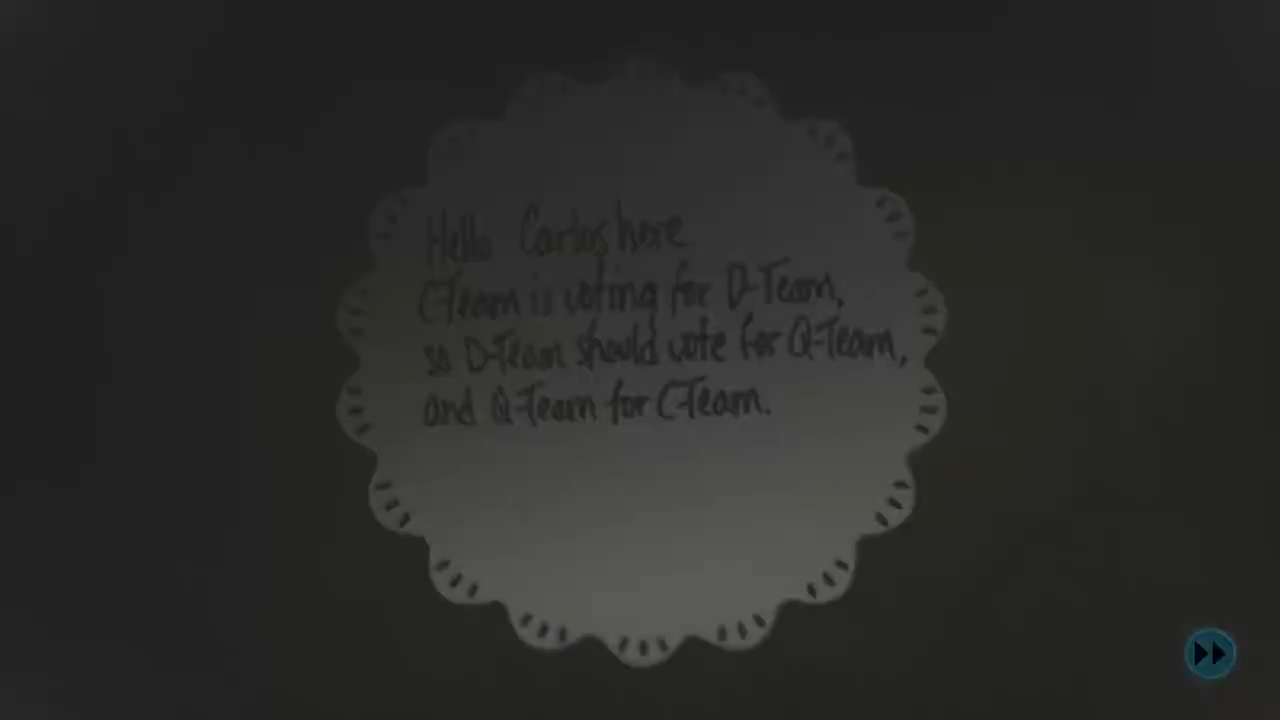 Hello Carlos here.
C-Team is voting for D-Team,
so D-Team should vote for Q-Team,
and Q-Team for C-Team.